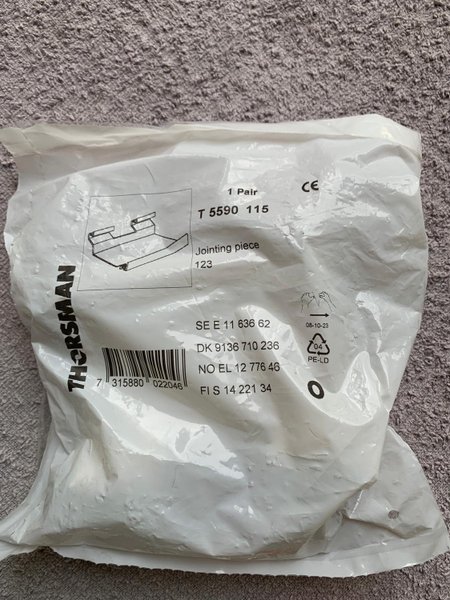 1 Pair
CE
T 5590 115
Jointing piece
123
THORSMAN
08-10-23
SE E 11 636 62
DK 9136 710 236
NO EL 12 776 46
FI S 14 221 34
04
PE-LD
7 315880 022046